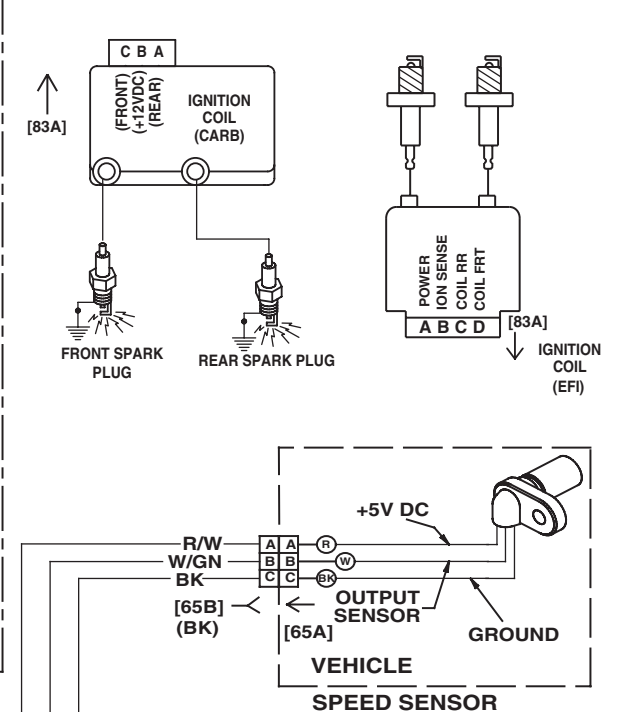 C B A
(FRONT)
(+12VDC)
(REAR)
IGNITION
COIL
(CARB)
[83A]
FRONT SPARK
PLUG
REAR SPARK PLUG
POWER
ION SENSE
COIL RR
COIL FRT
A B C D
[83A]
IGNITION
COIL
(EFI)
+5V DC
R/W A A R
W/GN B B W
BK C C BK
[65B]
(BK)
[65A]
OUTPUT
SENSOR
GROUND
VEHICLE
SPEED SENSOR